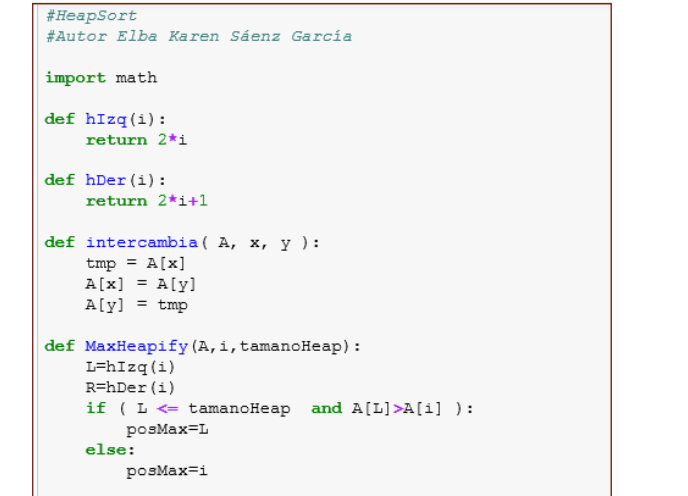 #HeapSort
#Autor Elba Karen Sáenz García
import math
def hIzq(i):
    return 2*i
def hDer(i):
    return 2*i+1
def intercambia( A, x, y ):
    tmp = A[x]
    A[x] = A[y]
    A[y] = tmp
def MaxHeapify(A,i,tamanoHeap):
    L=hIzq(i)
    R=hDer(i)
    if ( L <= tamanoHeap  and A[L]>A[i] ):
        posMax=L
    else:
        posMax=i